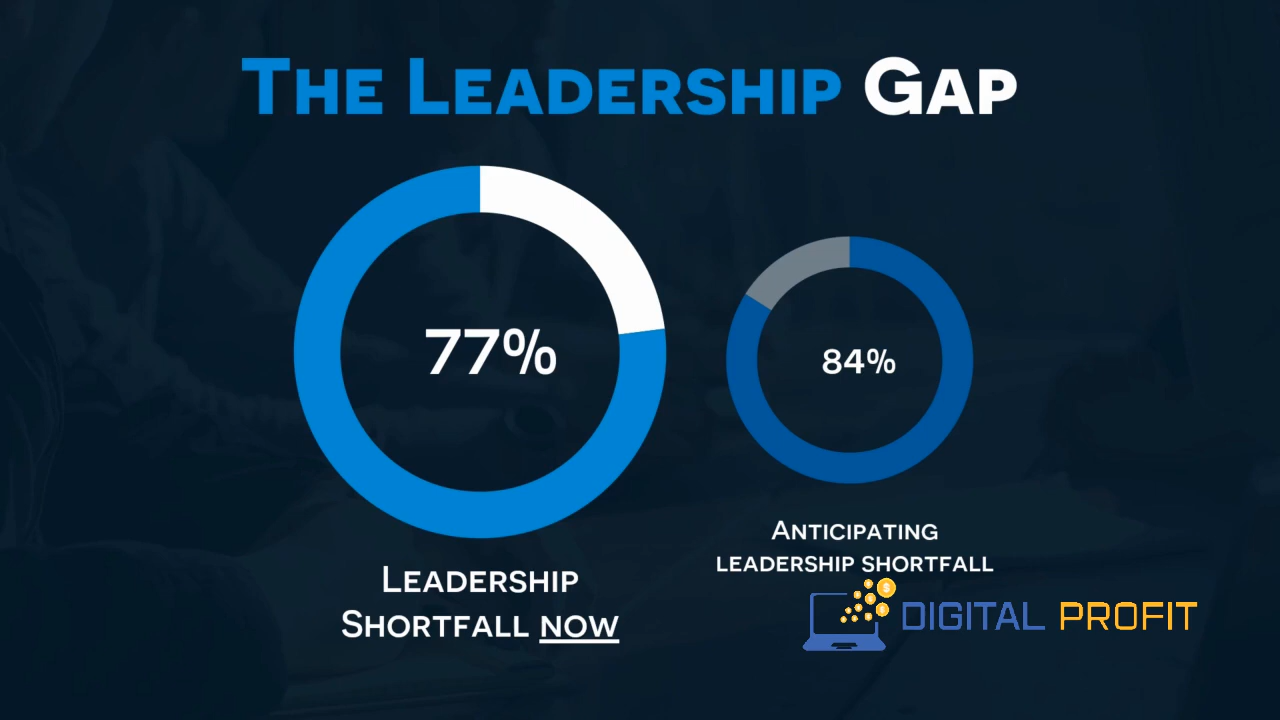 The Leadership Gap
77%
84%
Leadership
Shortfall now
Anticipating
leadership shortfall
$
DIGITAL PROFIT